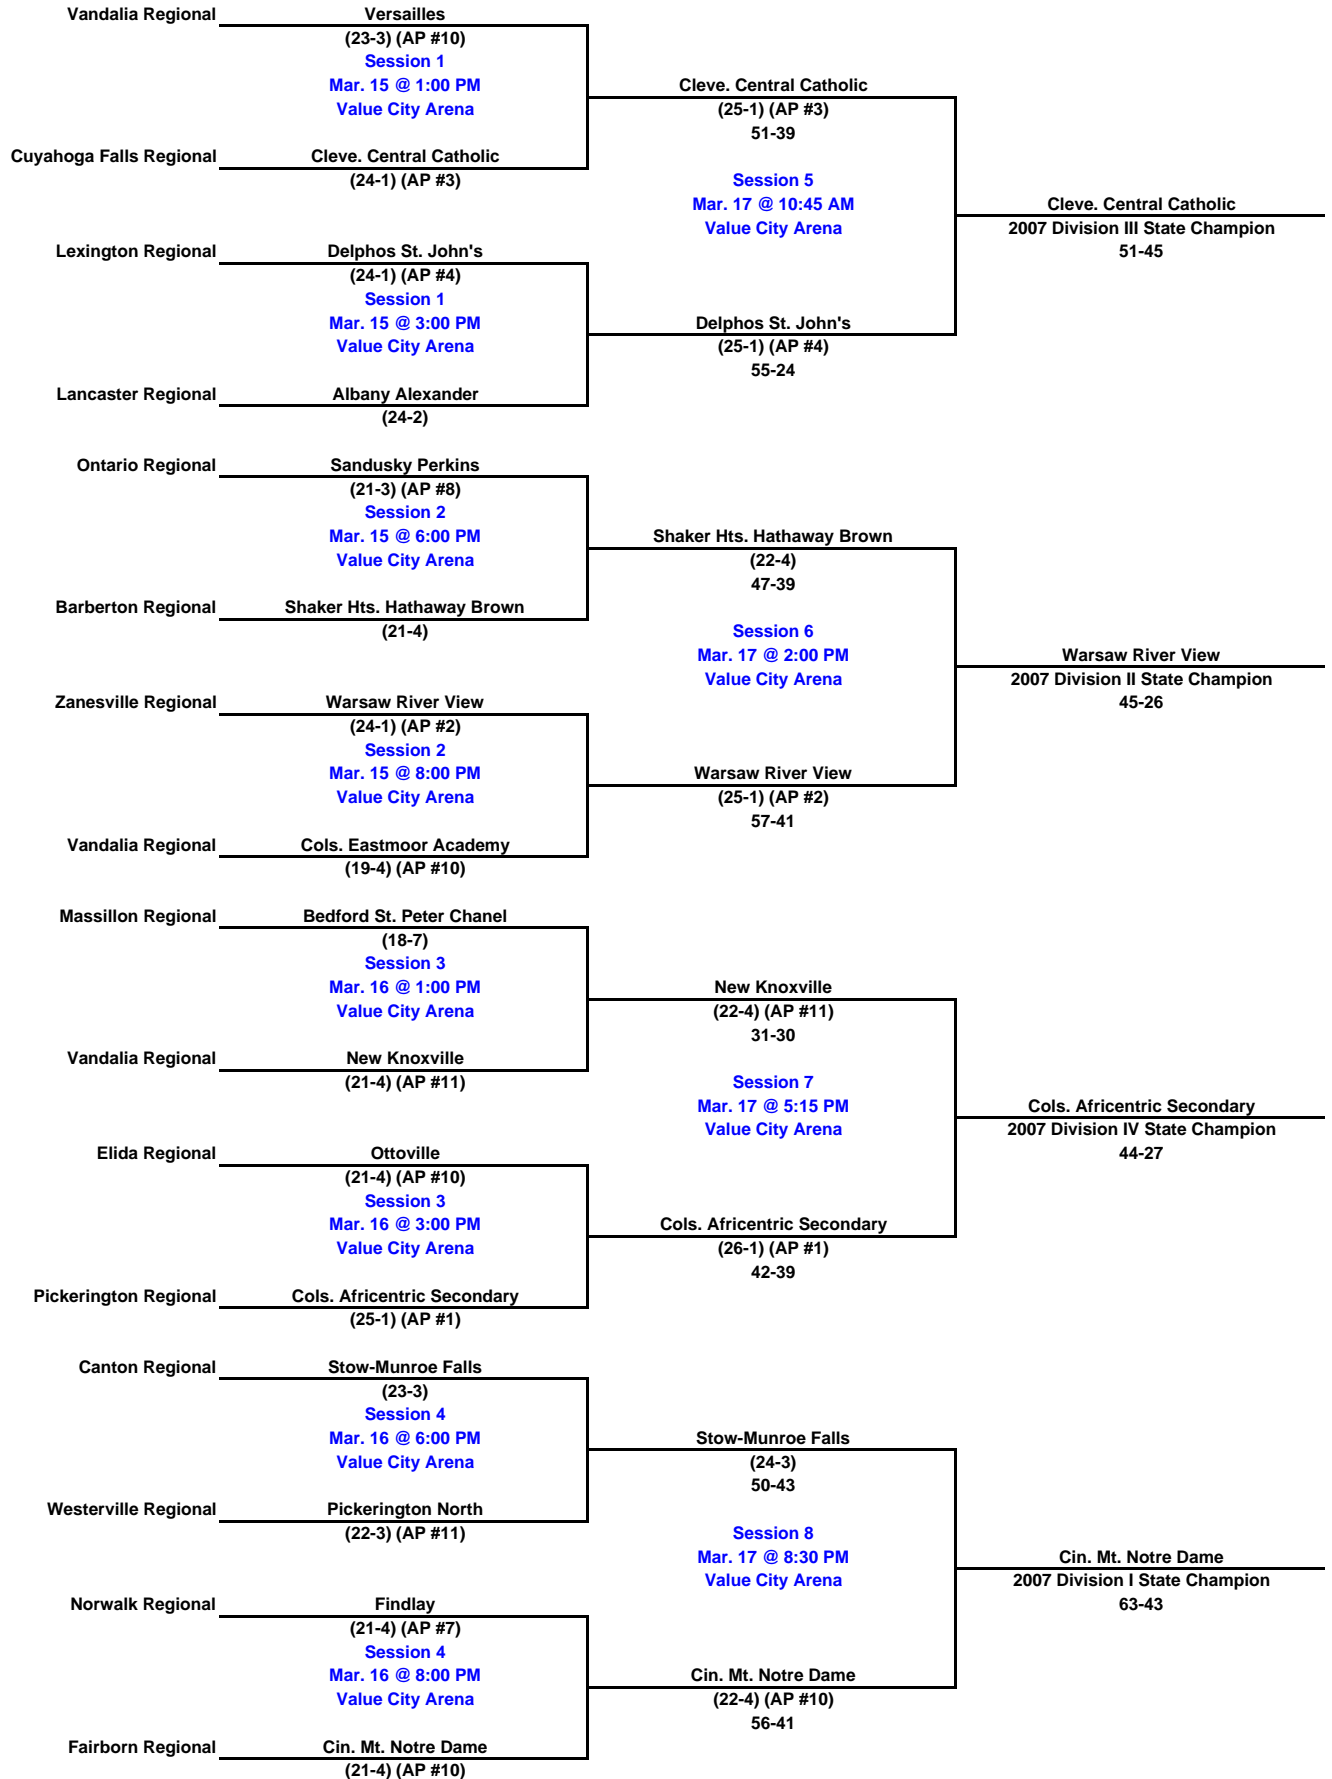 Vandalia Regional
Versailles
(23-3) (AP #10)
Session 1
Mar. 15 @ 1:00 PM
Value City Arena
Cuyahoga Falls Regional
Cleve. Central Catholic
(24-1) (AP #3)
Cleve. Central Catholic
(25-1) (AP #3)
51-39
Session 5
Mar. 17 @ 10:45 AM
Value City Arena
Cleve. Central Catholic
2007 Division III State Champion
51-45
Lexington Regional
Delphos St. John's
(24-1) (AP #4)
Session 1
Mar. 15 @ 3:00 PM
Value City Arena
Lancaster Regional
Albany Alexander
(24-2)
Delphos St. John's
(25-1) (AP #4)
55-24
Ontario Regional
Sandusky Perkins
(21-3) (AP #8)
Session 2
Mar. 15 @ 6:00 PM
Value City Arena
Barberton Regional
Shaker Hts. Hathaway Brown
(21-4)
Shaker Hts. Hathaway Brown
(22-4)
47-39
Session 6
Mar. 17 @ 2:00 PM
Value City Arena
Warsaw River View
2007 Division II State Champion
45-26
Zanesville Regional
Warsaw River View
(24-1) (AP #2)
Session 2
Mar. 15 @ 8:00 PM
Value City Arena
Vandalia Regional
Cols. Eastmoor Academy
(19-4) (AP #10)
Warsaw River View
(25-1) (AP #2)
57-41
Massillon Regional
Bedford St. Peter Chanel
(18-7)
Session 3
Mar. 16 @ 1:00 PM
Value City Arena
Vandalia Regional
New Knoxville
(21-4) (AP #11)
New Knoxville
(22-4) (AP #11)
31-30
Session 7
Mar. 17 @ 5:15 PM
Value City Arena
Cols. Africentric Secondary
2007 Division IV State Champion
44-27
Elida Regional
Ottoville
(21-4) (AP #10)
Session 3
Mar. 16 @ 3:00 PM
Value City Arena
Pickerington Regional
Cols. Africentric Secondary
(25-1) (AP #1)
Cols. Africentric Secondary
(26-1) (AP #1)
42-39
Canton Regional
Stow-Munroe Falls
(23-3)
Session 4
Mar. 16 @ 6:00 PM
Value City Arena
Westerville Regional
Pickerington North
(22-3) (AP #11)
Stow-Munroe Falls
(24-3)
50-43
Session 8
Mar. 17 @ 8:30 PM
Value City Arena
Cin. Mt. Notre Dame
2007 Division I State Champion
63-43
Norwalk Regional
Findlay
(21-4) (AP #7)
Session 4
Mar. 16 @ 8:00 PM
Value City Arena
Fairborn Regional
Cin. Mt. Notre Dame
(21-4) (AP #10)
Cin. Mt. Notre Dame
(22-4) (AP #10)
56-41